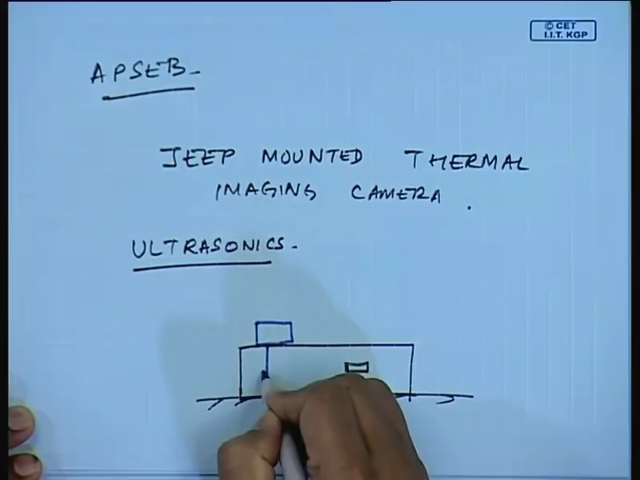 © CET
I.I.T. KGP
APSEB
JEEP MOUNTED THERMAL
IMAGING CAMERA.
ULTRASONICS